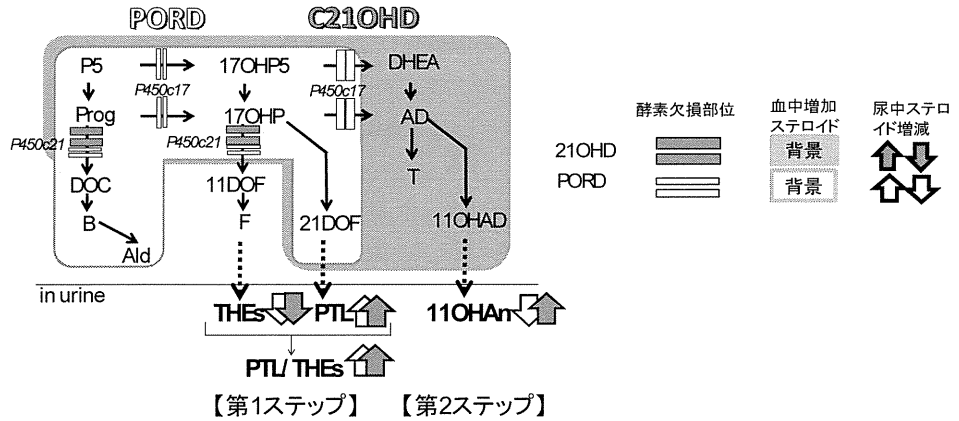 PORD C21OHD
P5 17OHP5 DHEA
P450c17 P450c17
Prog 17OHP AD
P450c21 P450c21
DOC 11DOF T
B F 21DOF 11OHAD
Ald
in urine
THEs PTL 11OHAn
PTL/THEs
【第1ステップ】 【第2ステップ】
酵素欠損部位
血中増加
ステロイド
尿中ステロ
イド増減
21OHD 背景
PORD 背景